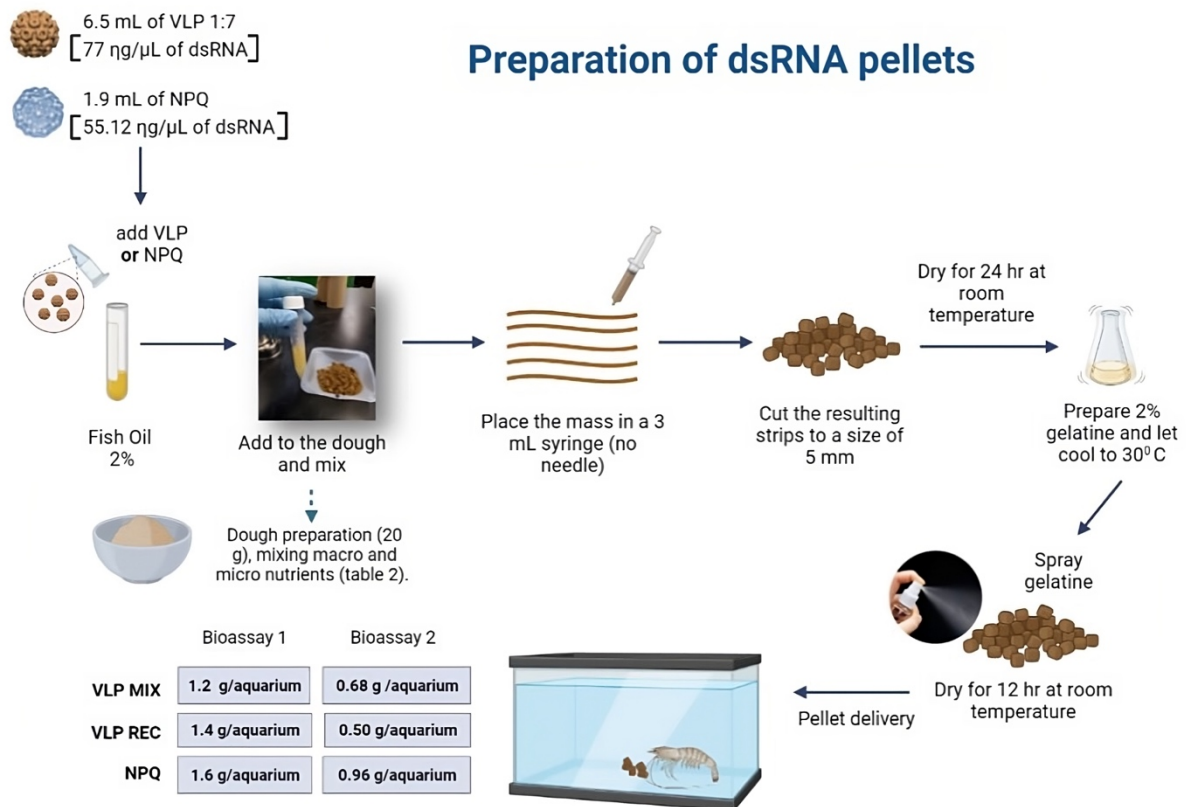 6.5 mL of VLP 1:7
[77 ηg/µL of dsRNA]
Preparation of dsRNA pellets
1.9 mL of NPQ
[55.12 ηg/µL of dsRNA]
add VLP
or NPQ
Fish Oil
2%
Add to the dough
and mix
Dough preparation (20
g), mixing macro and
micro nutrients (table 2).
Place the mass in a 3
mL syringe (no
needle)
Cut the resulting
strips to a size of
5 mm
Dry for 24 hr at
room
temperature
Prepare 2%
gelatine and let
cool to 30⁰ C
Spray
gelatine
Dry for 12 hr at room
temperature
Pellet delivery
Bioassay 1 Bioassay 2
VLP MIX 1.2 g/aquarium 0.68 g /aquarium
VLP REC 1.4 g/aquarium 0.50 g /aquarium
NPQ 1.6 g/aquarium 0.96 g/aquarium